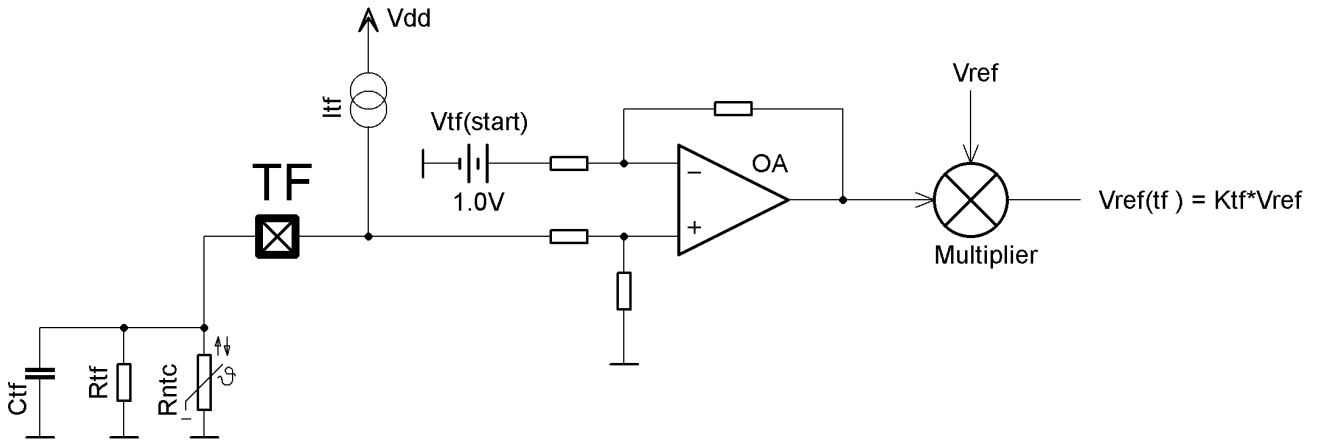 Vdd
Itf
Vref
Vtf(start)
1.0V
TF
OA
−
+
Vref(tf ) = Ktf*Vref
Multiplier
Ctf
Rtf
Rntc
ϑ
−